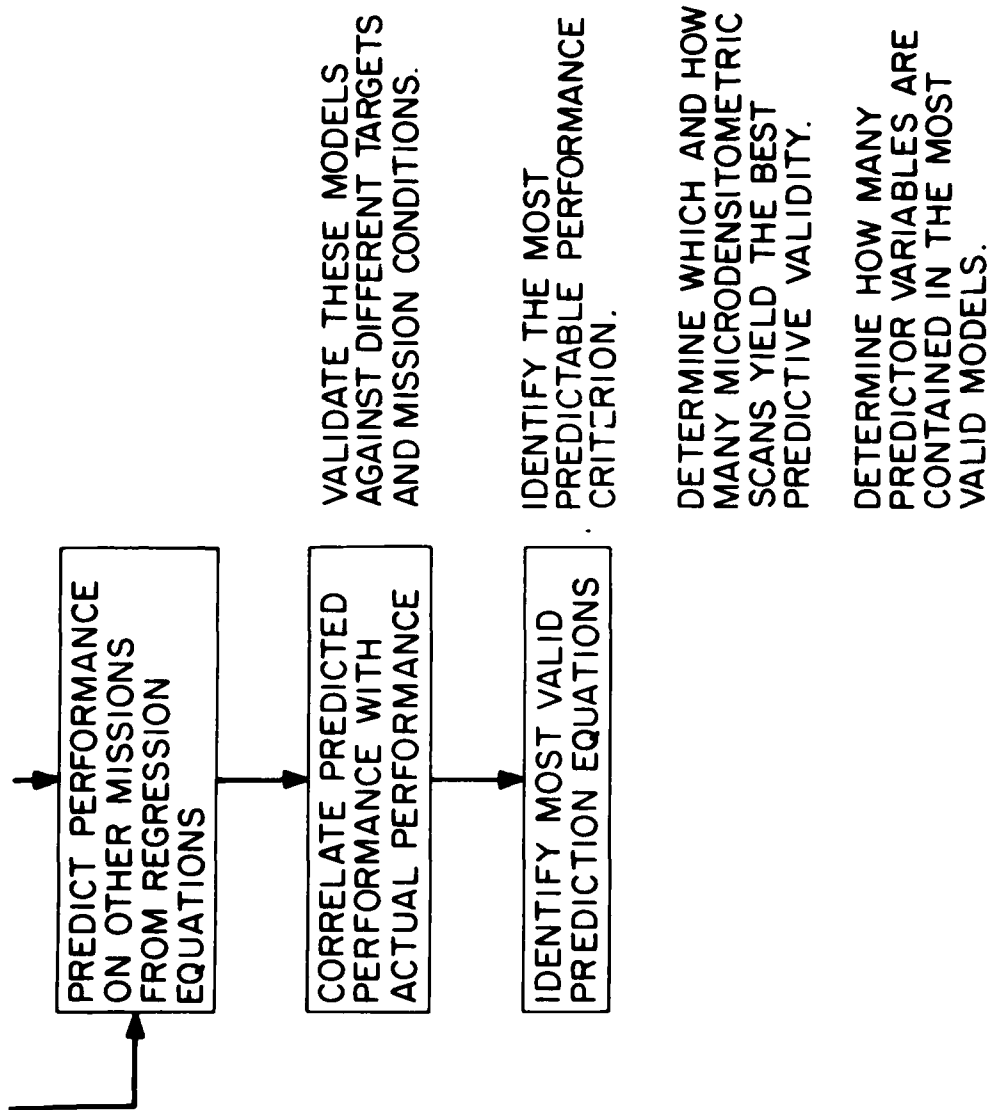 PREDICT PERFORMANCE
ON OTHER MISSIONS
FROM REGRESSION
EQUATIONS
CORRELATE PREDICTED
PERFORMANCE WITH
ACTUAL PERFORMANCE
VALIDATE THESE MODELS
AGAINST DIFFERENT TARGETS
AND MISSION CONDITIONS.
IDENTIFY MOST VALID
PREDICTION EQUATIONS
IDENTIFY THE MOST
PREDICTABLE PERFORMANCE
CRITERION.
DETERMINE WHICH AND HOW
MANY MICRODENSITOMETRIC
SCANS YIELD THE BEST
PREDICTIVE VALIDITY.
DETERMINE HOW MANY
PREDICTOR VARIABLES ARE
CONTAINED IN THE MOST
VALID MODELS.